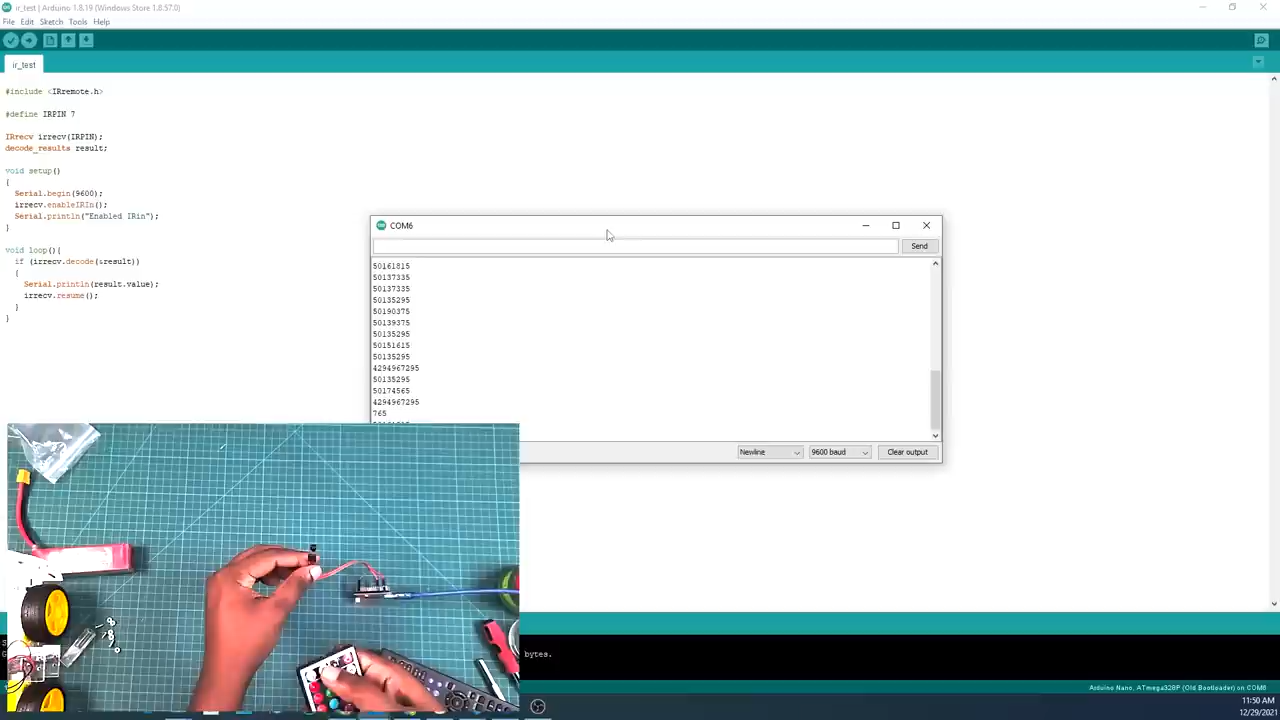 ir_test | Arduino 1.8.19 (Windows Store 1.8.57.0)
File Edit Sketch Tools Help
ir_test
#include <IRremote.h>
#define IRPIN 7
IRrecv irrecv(IRPIN);
decode_results result;
void setup()
{
Serial.begin(9600);
irrecv.enableIRIn();
Serial.println("Enabled IRin");
}
void loop(){
if (irrecv.decode(&result))
{
Serial.println(result.value);
irrecv.resume();
}
}
COM6
Send
50161815
50137335
50137335
50135295
50190375
50139375
50135295
50151615
50135295
4294967295
50135295
50174565
4294967295
765
Newline
9600 baud
Clear output
bytes.
Arduino Nano, ATmega328P (Old Bootloader) on COM6
11:50 AM
12/29/2021